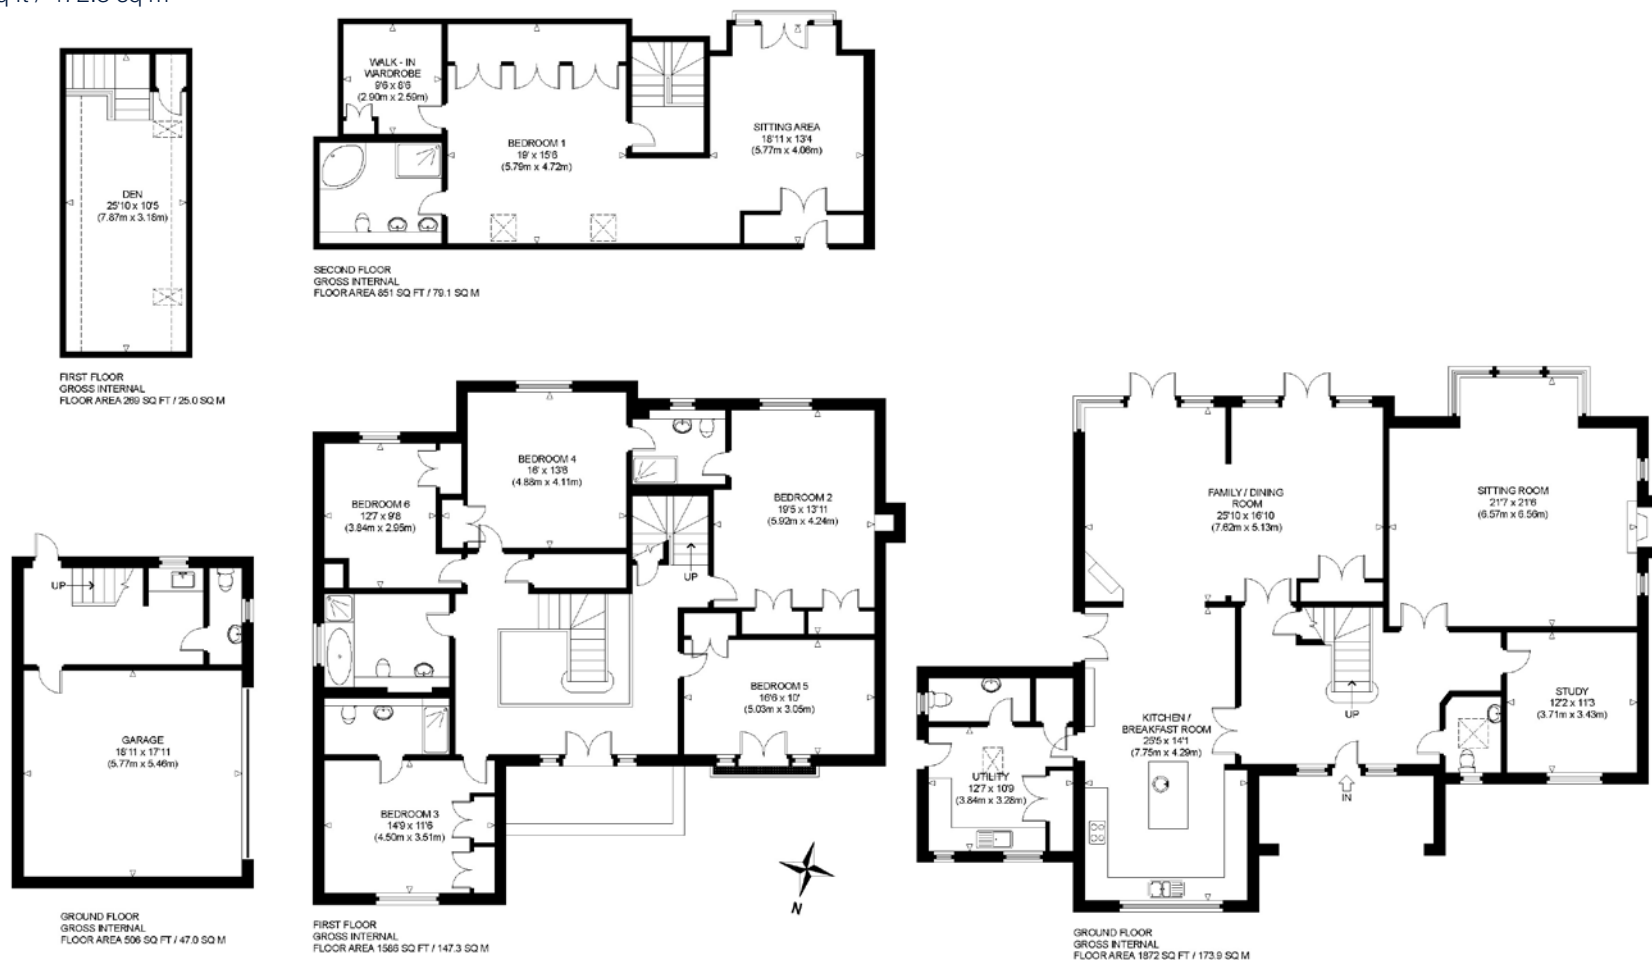 WALK - IN
WARDROBE
9'6 x 8'6
(2.90m x 2.59m)
BEDROOM 1
19' x 15'6
(5.79m x 4.72m)
SITTING AREA
18'11 x 13'4
(5.77m x 4.06m)
DEN
25'10 x 10'5
(7.87m x 3.18m)
SECOND FLOOR
GROSS INTERNAL
FLOOR AREA 851 SQ FT / 79.1 SQ M
FIRST FLOOR
GROSS INTERNAL
FLOOR AREA 269 SQ FT / 25.0 SQ M
BEDROOM 4
16' x 13'6
(4.88m x 4.11m)
BEDROOM 6
12'7 x 9'8
(3.84m x 2.95m)
BEDROOM 2
19'5 x 13'11
(5.92m x 4.24m)
UP
BEDROOM 5
16'6 x 10'
(5.03m x 3.05m)
BEDROOM 3
14'9 x 11'6
(4.50m x 3.51m)
N
FIRST FLOOR
GROSS INTERNAL
FLOOR AREA 1586 SQ FT / 147.3 SQ M
UP
GARAGE
18'11 x 17'11
(5.77m x 5.46m)
GROUND FLOOR
GROSS INTERNAL
FLOOR AREA 506 SQ FT / 47.0 SQ M
FAMILY / DINING
ROOM
25'10 x 16'10
(7.62m x 5.13m)
SITTING ROOM
21'7 x 21'6
(6.57m x 6.56m)
STUDY
12'2 x 11'3
(3.71m x 3.43m)
UP
KITCHEN /
BREAKFAST ROOM
25'5 x 14'1
(7.75m x 4.29m)
UTILITY
12'7 x 10'9
(3.84m x 3.28m)
IN
GROUND FLOOR
GROSS INTERNAL
FLOOR AREA 1872 SQ FT / 173.9 SQ M